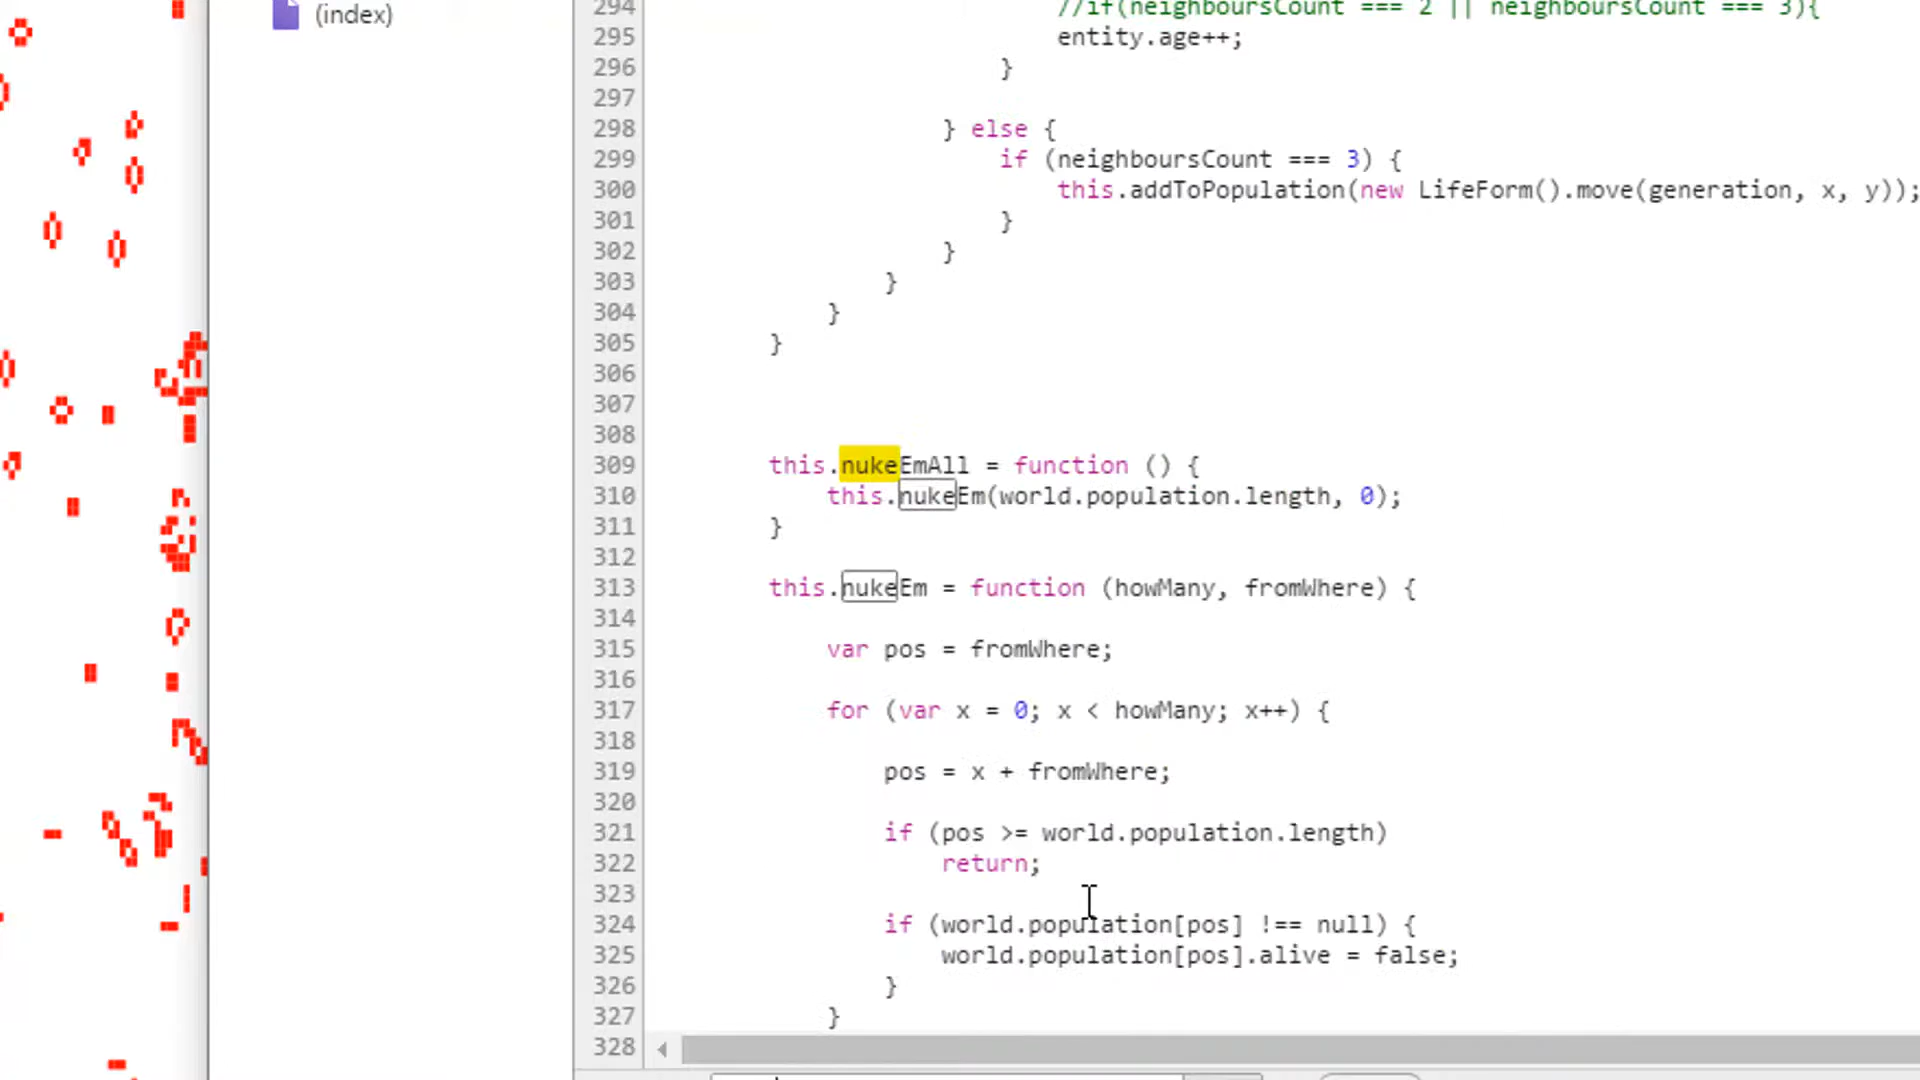 (index)
294 //if(neighboursCount === 2 || neighboursCount === 3){
295 entity.age++;
296 }
297
298 } else {
299 if (neighboursCount === 3) {
300 this.addToPopulation(new LifeForm().move(generation, x, y));
301 }
302 }
303 }
304 }
305 }
306
307
308
309 this.nukeEmAll = function () {
310 this.nukeEm(world.population.length, 0);
311 }
312
313 this.nukeEm = function (howMany, fromWhere) {
314
315 var pos = fromWhere;
316
317 for (var x = 0; x < howMany; x++) {
318
319 pos = x + fromWhere;
320
321 if (pos >= world.population.length)
322 return;
323
324 if (world.population[pos] !== null) {
325 world.population[pos].alive = false;
326 }
327 }
328